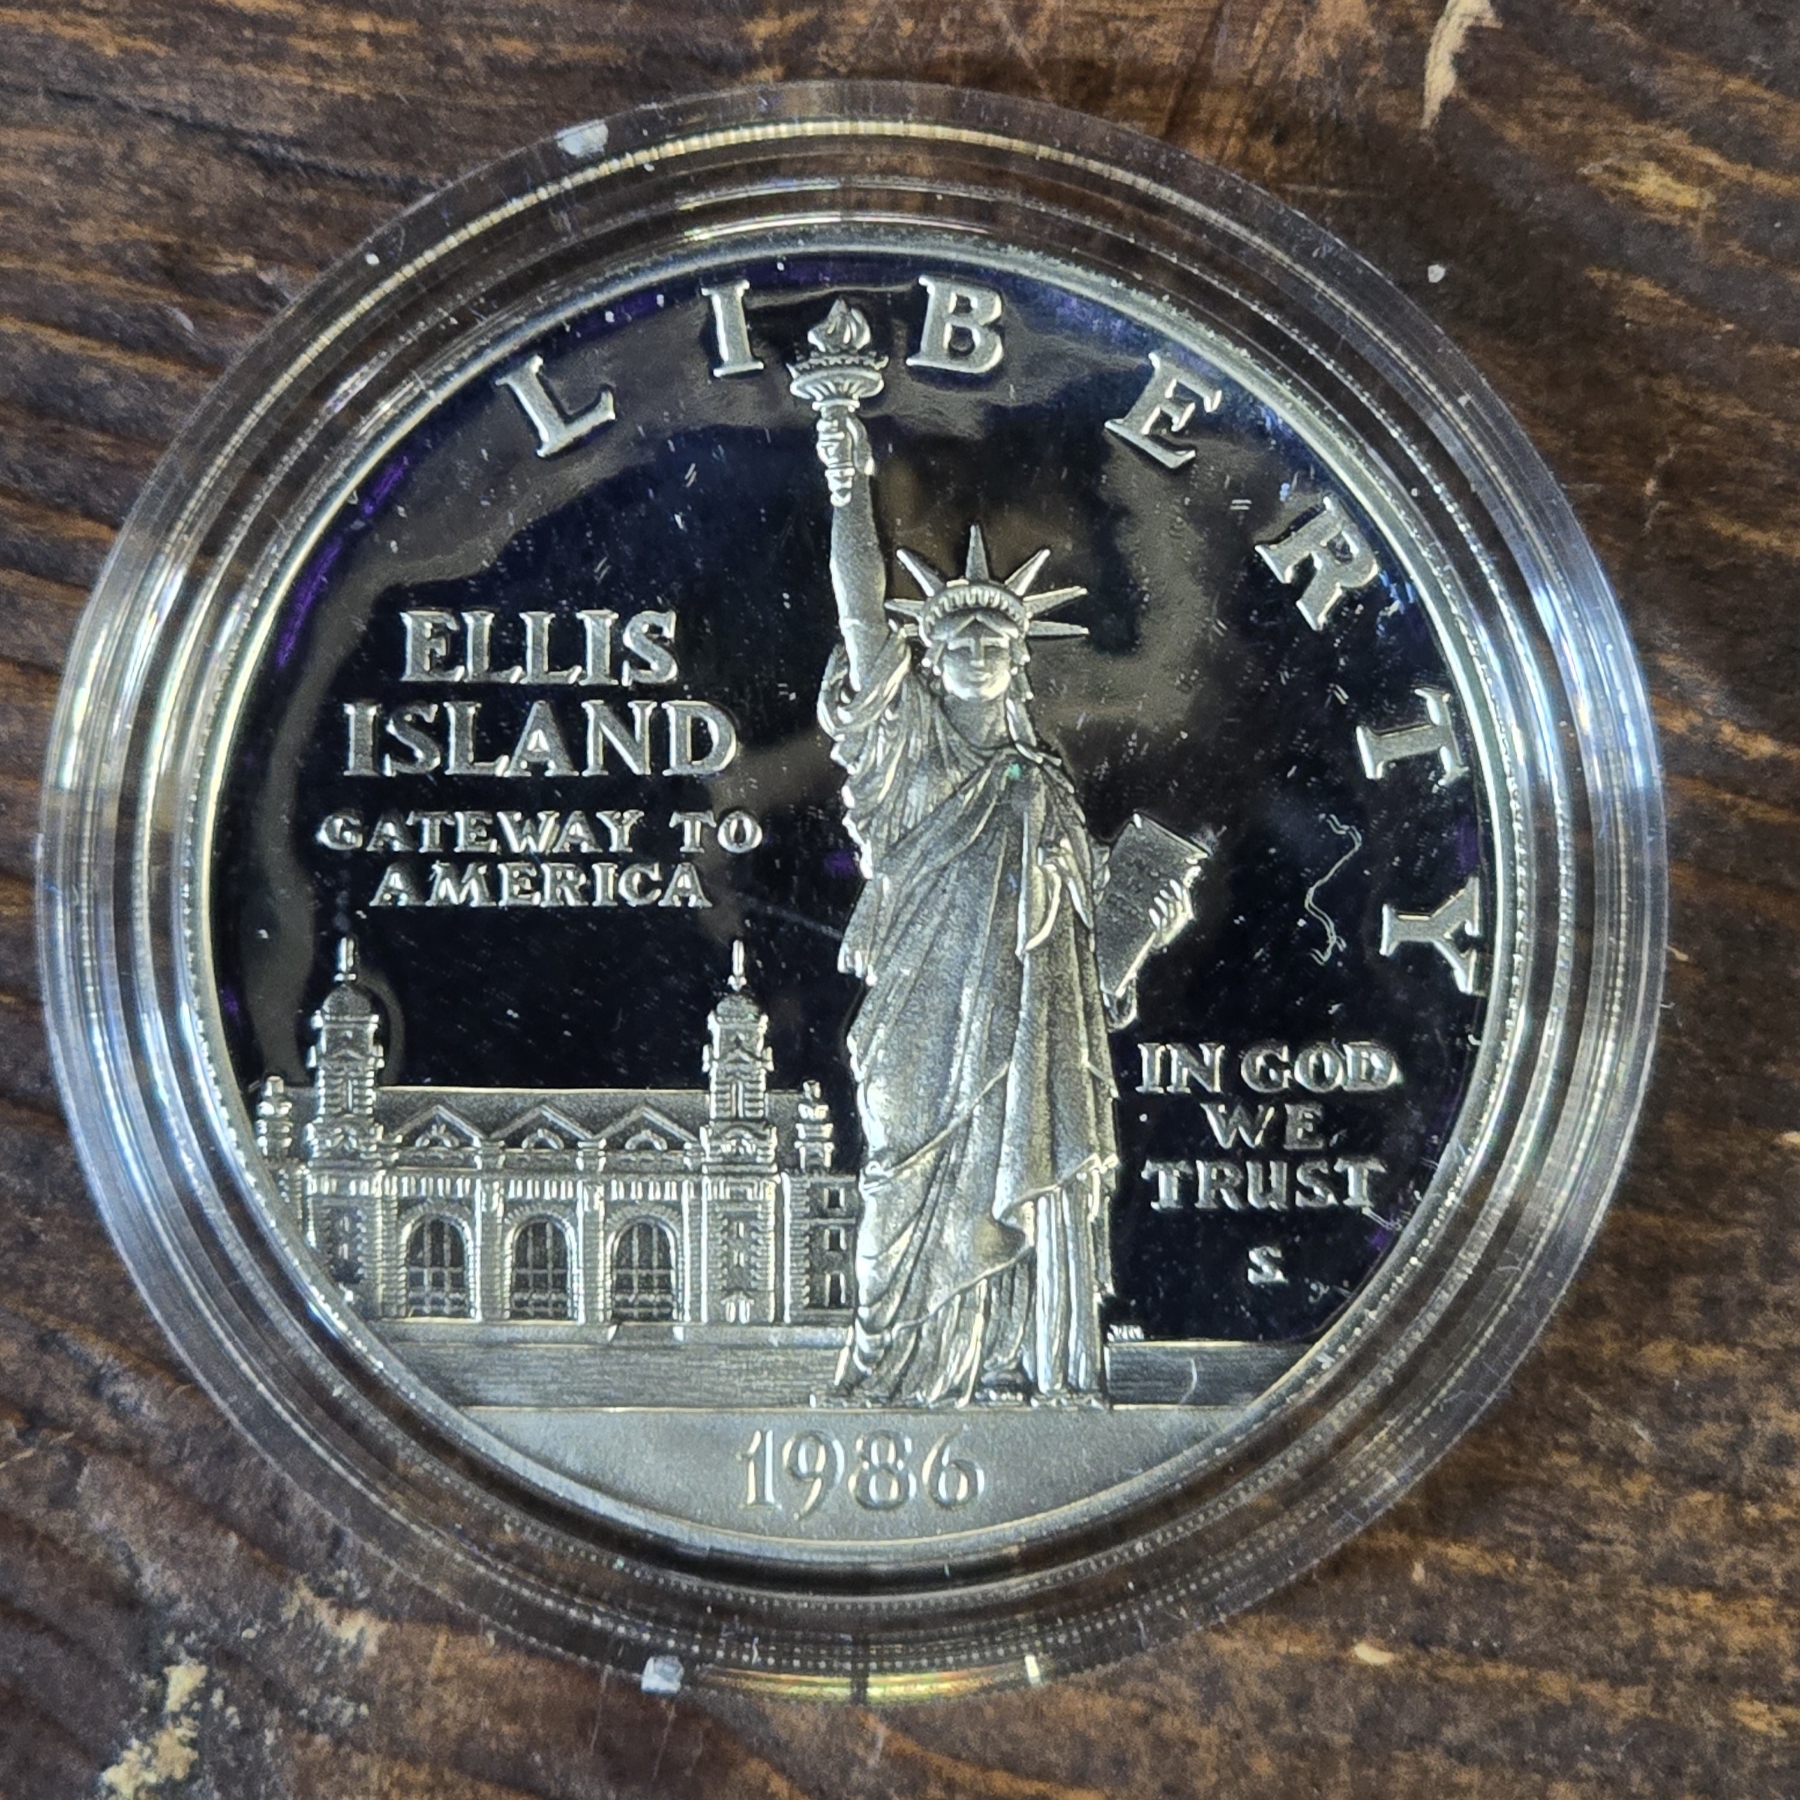 LIBERTY
ELLIS
ISLAND
GATEWAY TO
AMERICA
IN GOD
WE
TRUST
S
1986